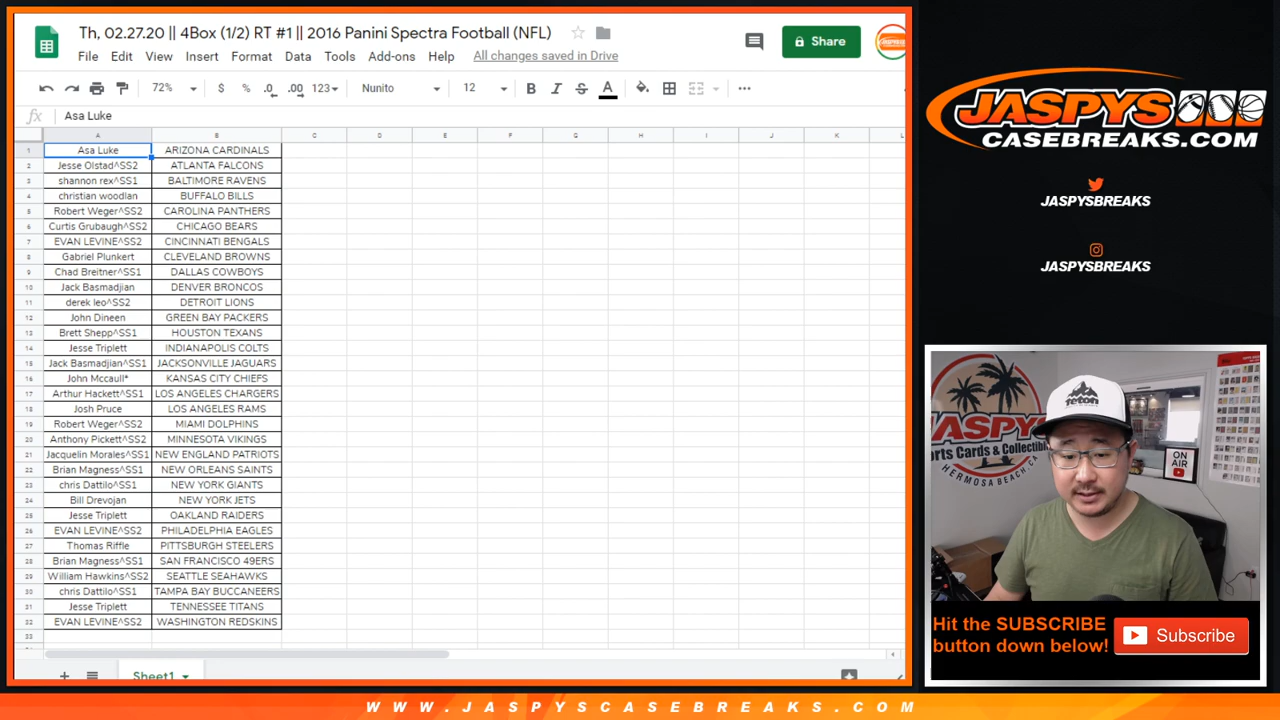 Th, 02.27.20 || 4Box (1/2) RT #1 || 2016 Panini Spectra Football (NFL)
File Edit View Insert Format Data Tools Add-ons Help All changes saved in Drive
Share
72% $ % .0 .00 123 Nunito 12 B I S A
fx Asa Luke
A B C D E F G H I J K L
1 Asa Luke ARIZONA CARDINALS
2 Jesse Olstad^SS2 ATLANTA FALCONS
3 shannon rex^SS1 BALTIMORE RAVENS
4 christian woodlan BUFFALO BILLS
5 Robert Weger^SS2 CAROLINA PANTHERS
6 Curtis Grubaugh^SS2 CHICAGO BEARS
7 EVAN LEVINE^SS2 CINCINNATI BENGALS
8 Gabriel Plunkert CLEVELAND BROWNS
9 Chad Breitner^SS1 DALLAS COWBOYS
10 Jack Basmadjian DENVER BRONCOS
11 derek leo^SS2 DETROIT LIONS
12 John Dineen GREEN BAY PACKERS
13 Brett Shepp^SS1 HOUSTON TEXANS
14 Jesse Triplett INDIANAPOLIS COLTS
15 Jack Basmadjian^SS1 JACKSONVILLE JAGUARS
16 John Mccaull* KANSAS CITY CHIEFS
17 Arthur Hackett^SS1 LOS ANGELES CHARGERS
18 Josh Pruce LOS ANGELES RAMS
19 Robert Weger^SS2 MIAMI DOLPHINS
20 Anthony Pickett^SS2 MINNESOTA VIKINGS
21 Jacquelin Morales^SS1 NEW ENGLAND PATRIOTS
22 Brian Magness^SS1 NEW ORLEANS SAINTS
23 chris Dattilo^SS1 NEW YORK GIANTS
24 Bill Drevojan NEW YORK JETS
25 Jesse Triplett OAKLAND RAIDERS
26 EVAN LEVINE^SS2 PHILADELPHIA EAGLES
27 Thomas Riffle PITTSBURGH STEELERS
28 Brian Magness^SS1 SAN FRANCISCO 49ERS
29 William Hawkins^SS2 SEATTLE SEAHAWKS
30 chris Dattilo^SS1 TAMPA BAY BUCCANEERS
31 Jesse Triplett TENNESSEE TITANS
32 EVAN LEVINE^SS2 WASHINGTON REDSKINS
33
Sheet1
JASPYS
CASEBREAKS.COM
JASPYSBREAKS
JASPYSBREAKS
JASPYS
Sports Cards & Collectibles
HERMOSA BEACH, CA
TETON
ON
AIR
Hit the SUBSCRIBE
button down below!
Subscribe
WWW.JASPYSCASEBREAKS.COM